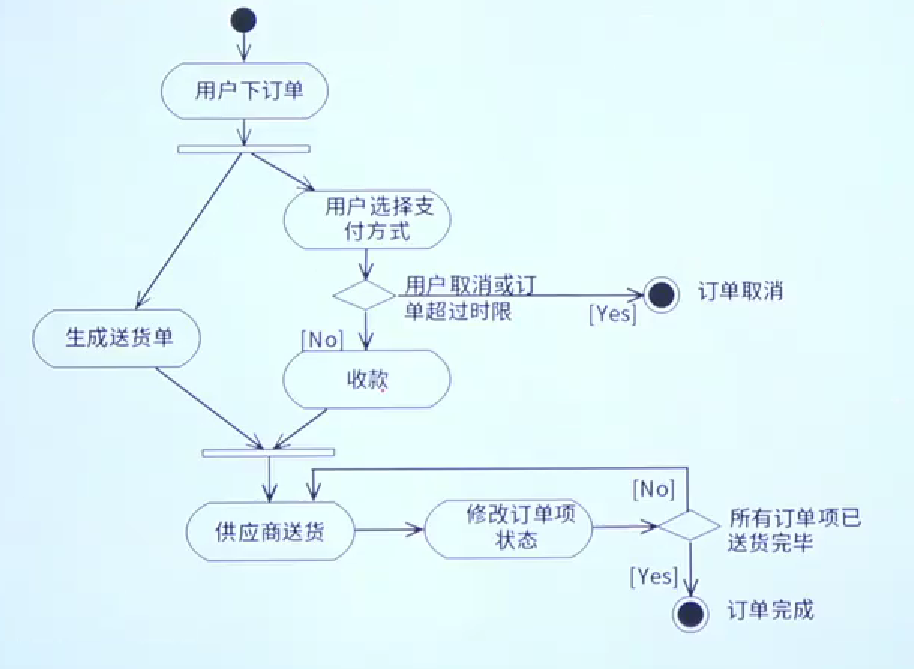 用户下订单
用户选择支
付方式
用户取消或订
单超过时限
[Yes]
订单取消
生成送货单
[No]
收款
[No]
供应商送货
修改订单项
状态
所有订单项已
送货完毕
[Yes]
订单完成